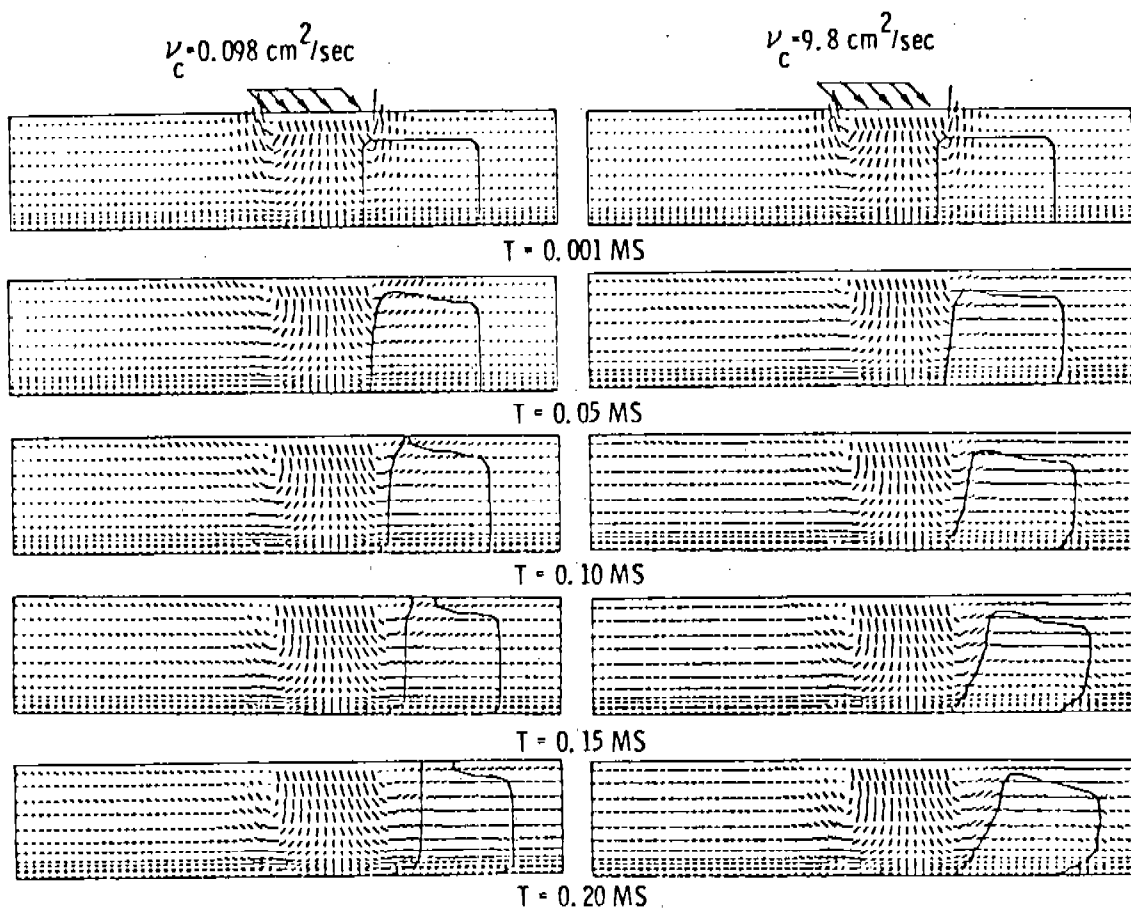 ν_c = 0.098 cm²/sec
ν_c = 9.8 cm²/sec
T = 0.001 MS
T = 0.05 MS
T = 0.10 MS
T = 0.15 MS
T = 0.20 MS